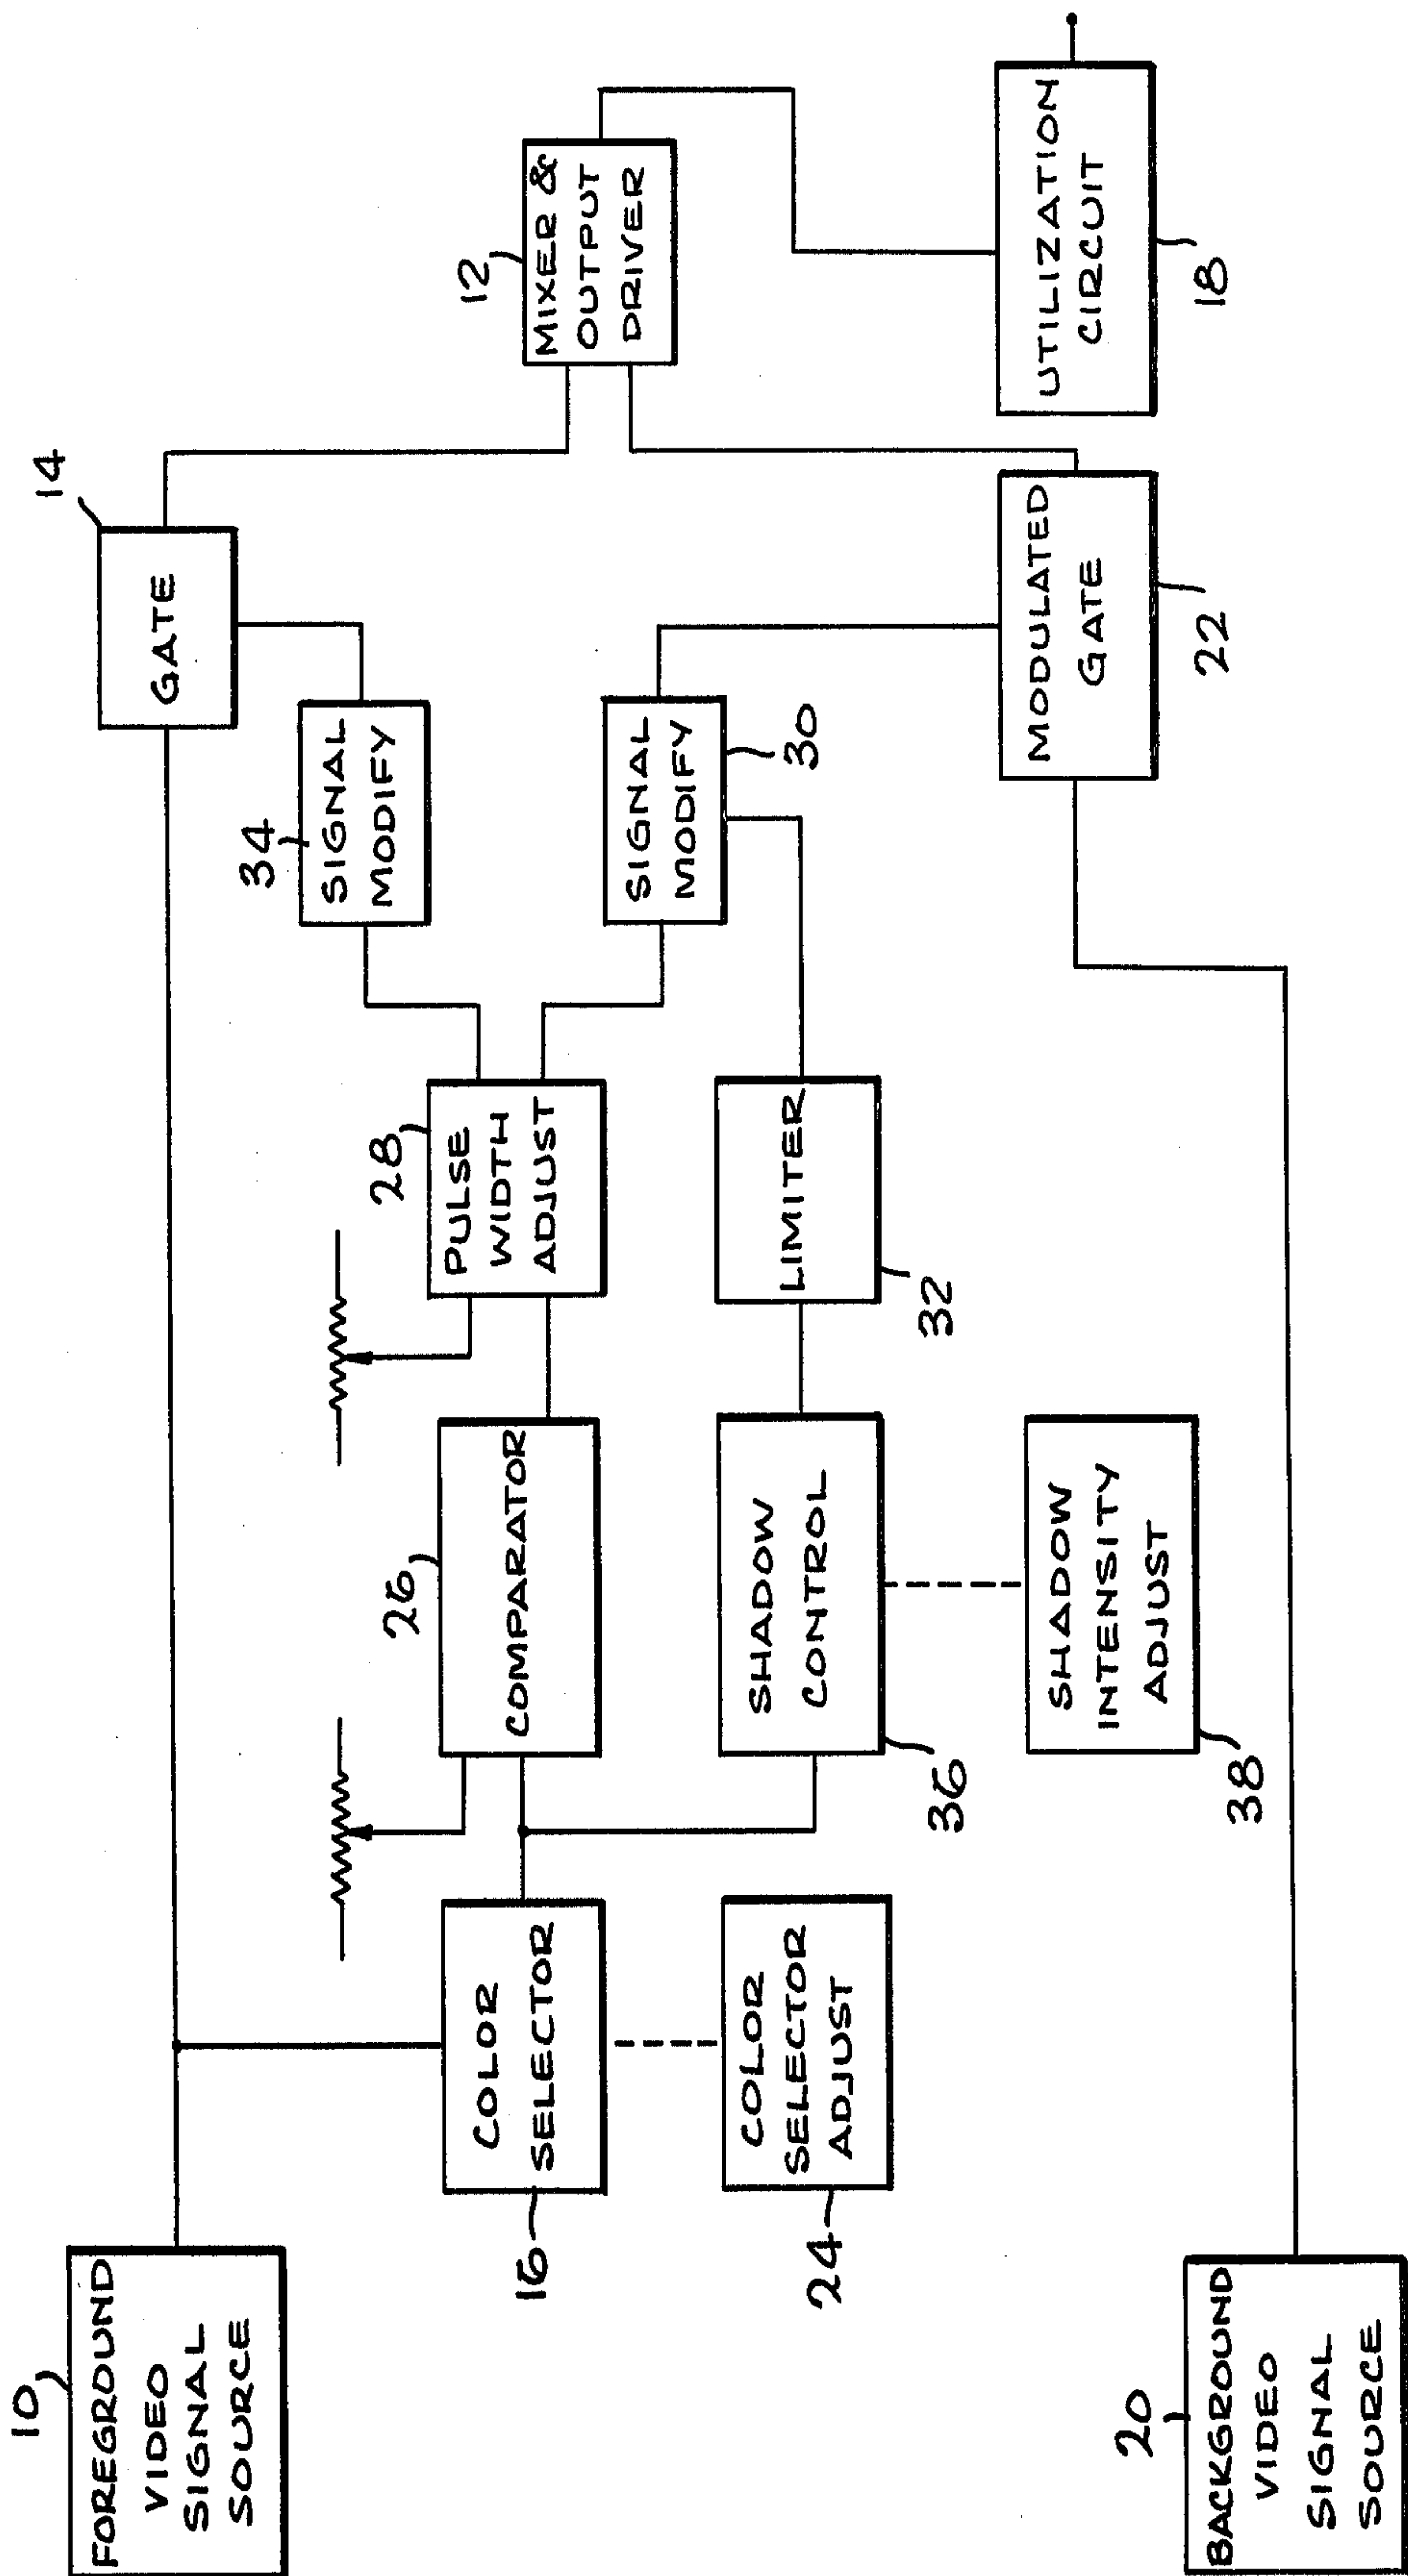 10
FOREGROUND
VIDEO
SIGNAL
SOURCE
14
GATE
12
MIXER &
OUTPUT
DRIVER
34
SIGNAL
MODIFY
28
PULSE
WIDTH
ADJUST
26
COMPARATOR
16
COLOR
SELECTOR
SIGNAL
MODIFY
30
LIMITER
32
SHADOW
CONTROL
36
COLOR
SELECTOR
ADJUST
24
SHADOW
INTENSITY
ADJUST
38
MODULATED
GATE
22
UTILIZATION
CIRCUIT
18
20
BACKGROUND
VIDEO
SIGNAL
SOURCE